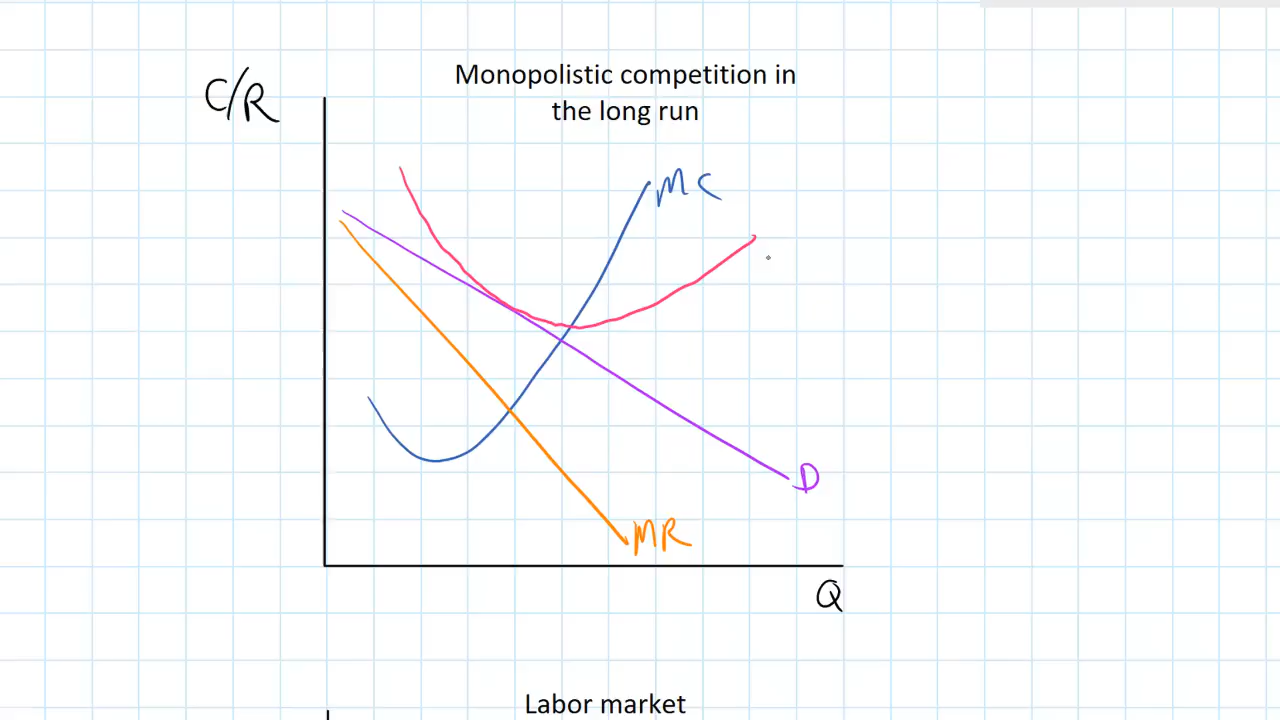 Monopolistic competition in
the long run
C/R
MC
D
MR
Q
Labor market